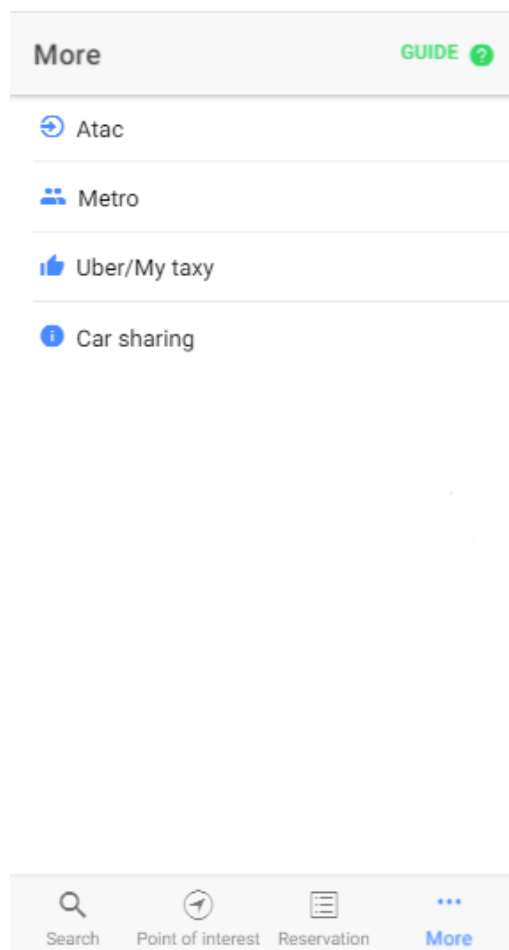 More
GUIDE ?
Atac
Metro
Uber/My taxy
Car sharing
Search
Point of interest
Reservation
More